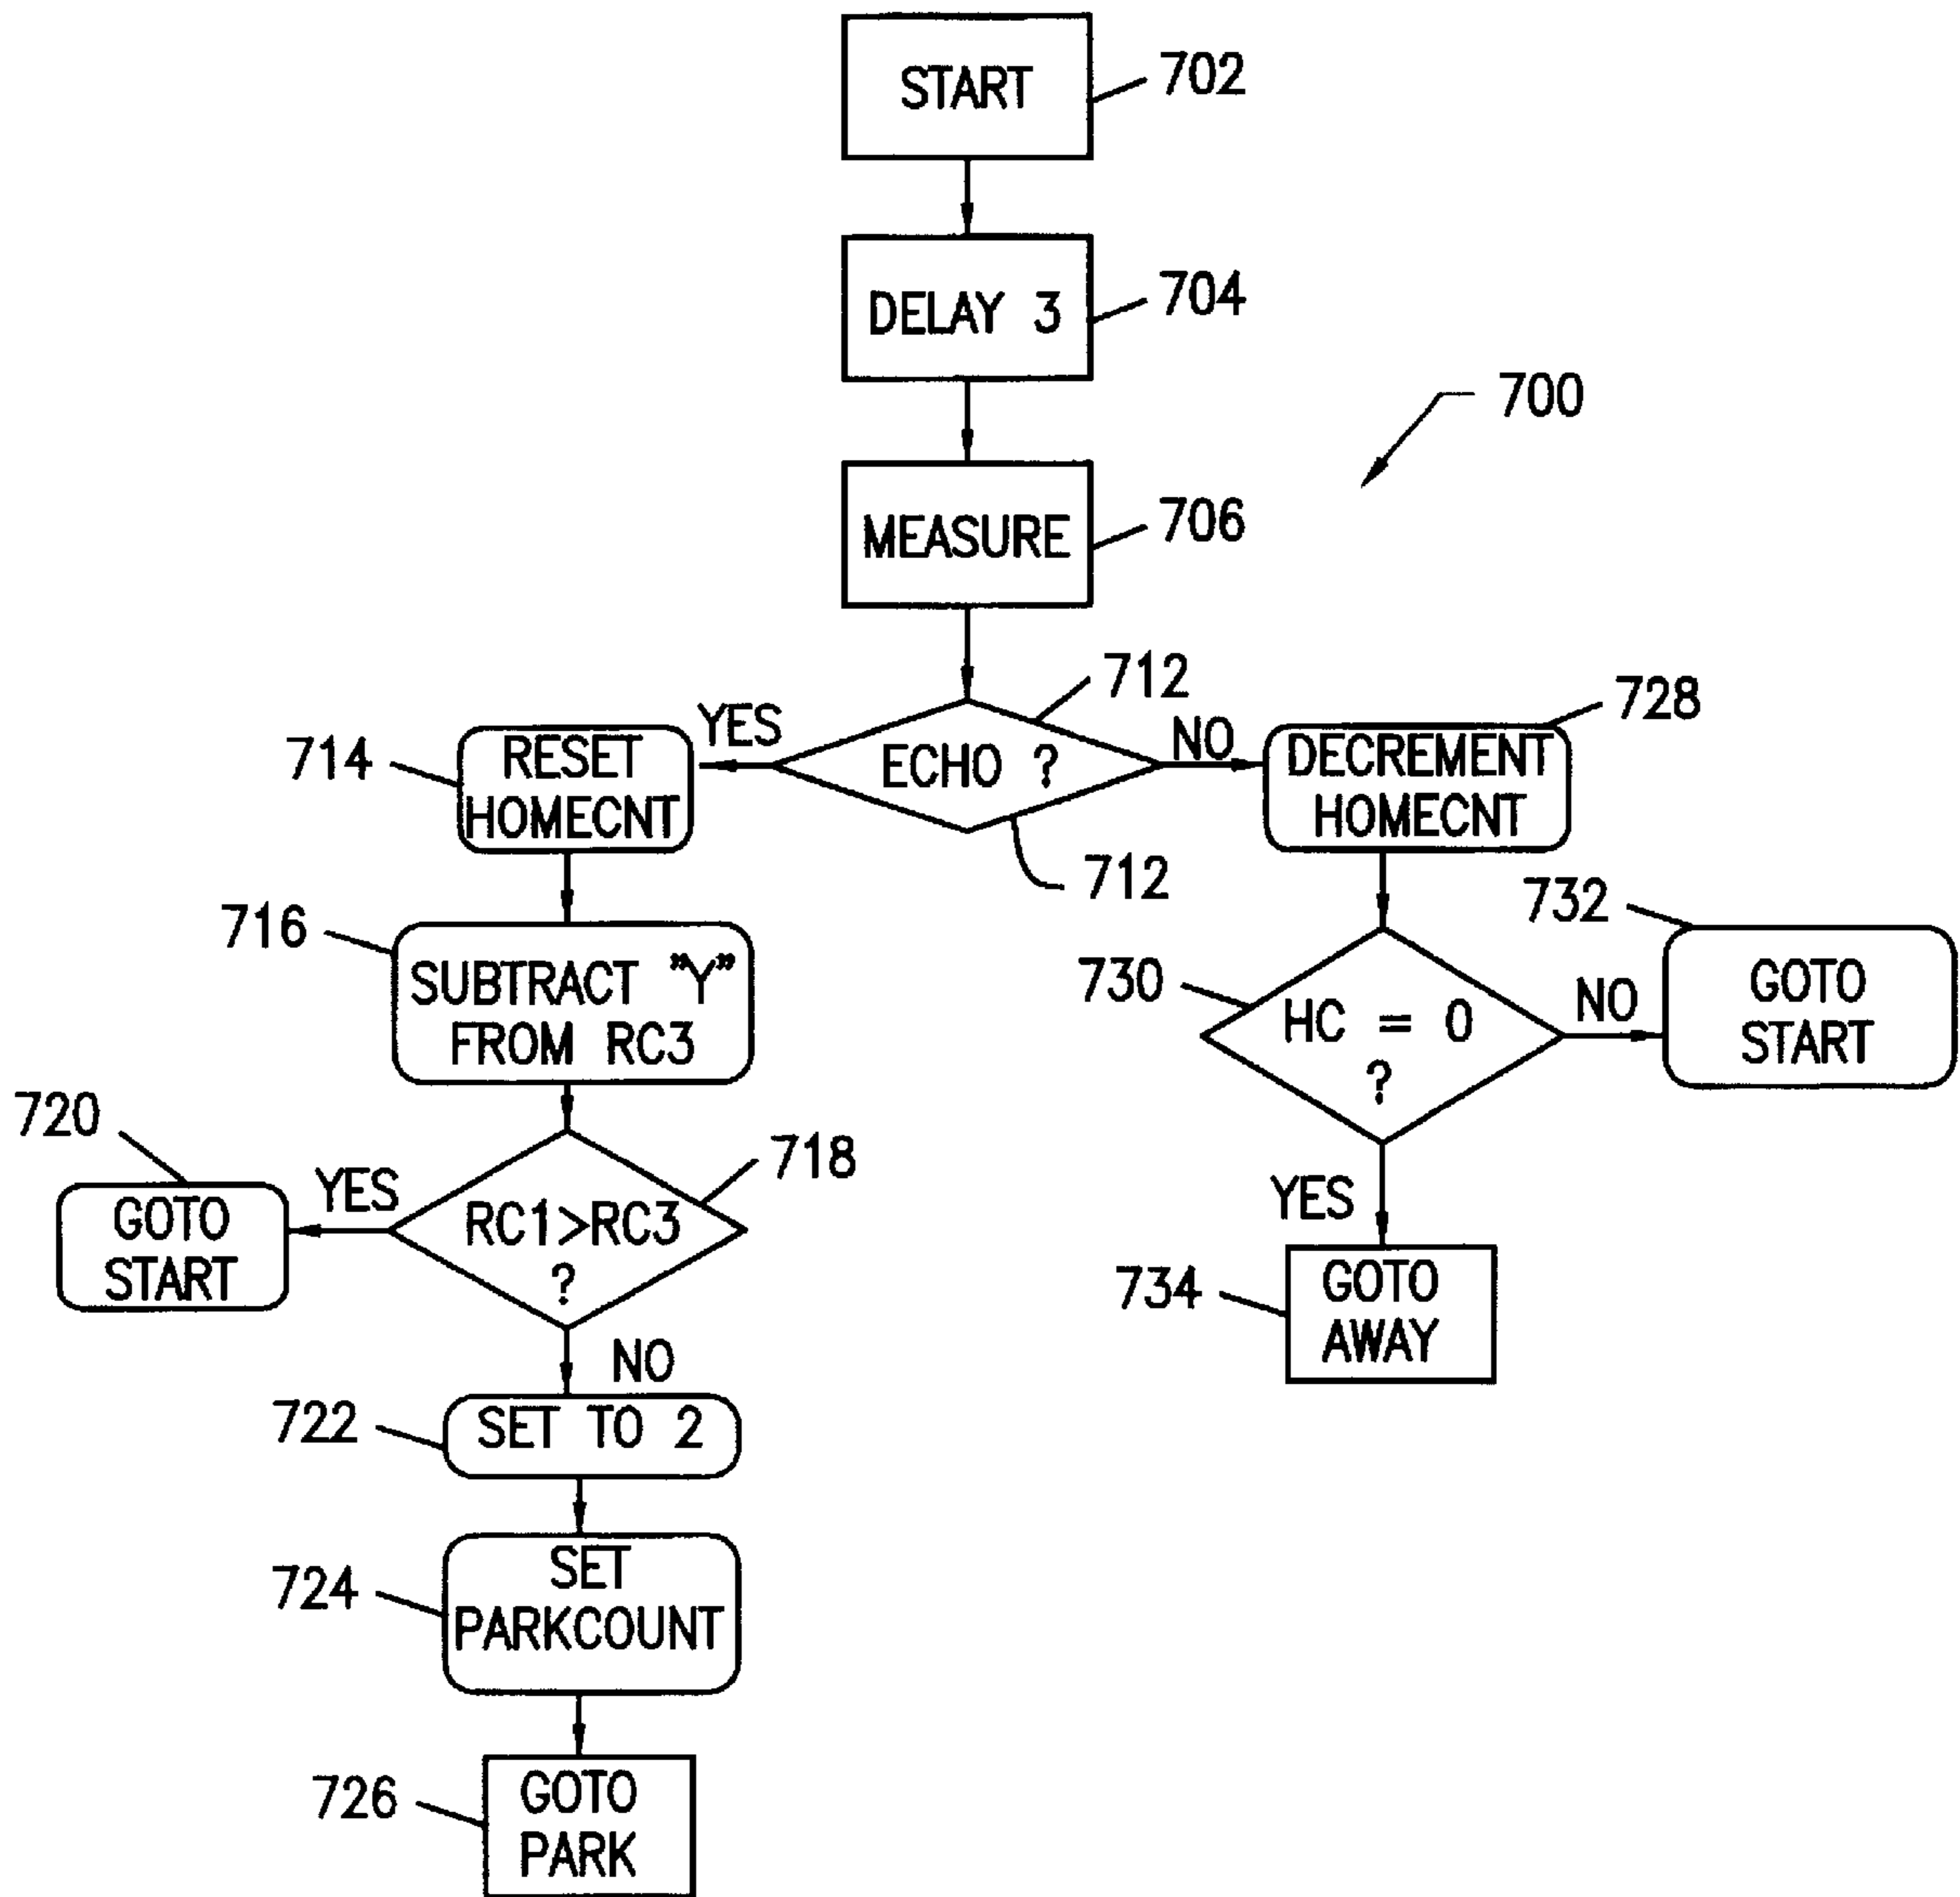 START
702
DELAY 3
704
700
MEASURE
706
712
728
YES
ECHO ?
NO
714
RESET
HOMECNT
DECREMENT
HOMECNT
712
732
716
SUBTRACT "Y"
FROM RC3
730
HC = 0
?
NO
GOTO
START
720
718
YES
GOTO
START
RC1>RC3
?
YES
734
GOTO
AWAY
NO
722
SET TO 2
724
SET
PARKCOUNT
726
GOTO
PARK